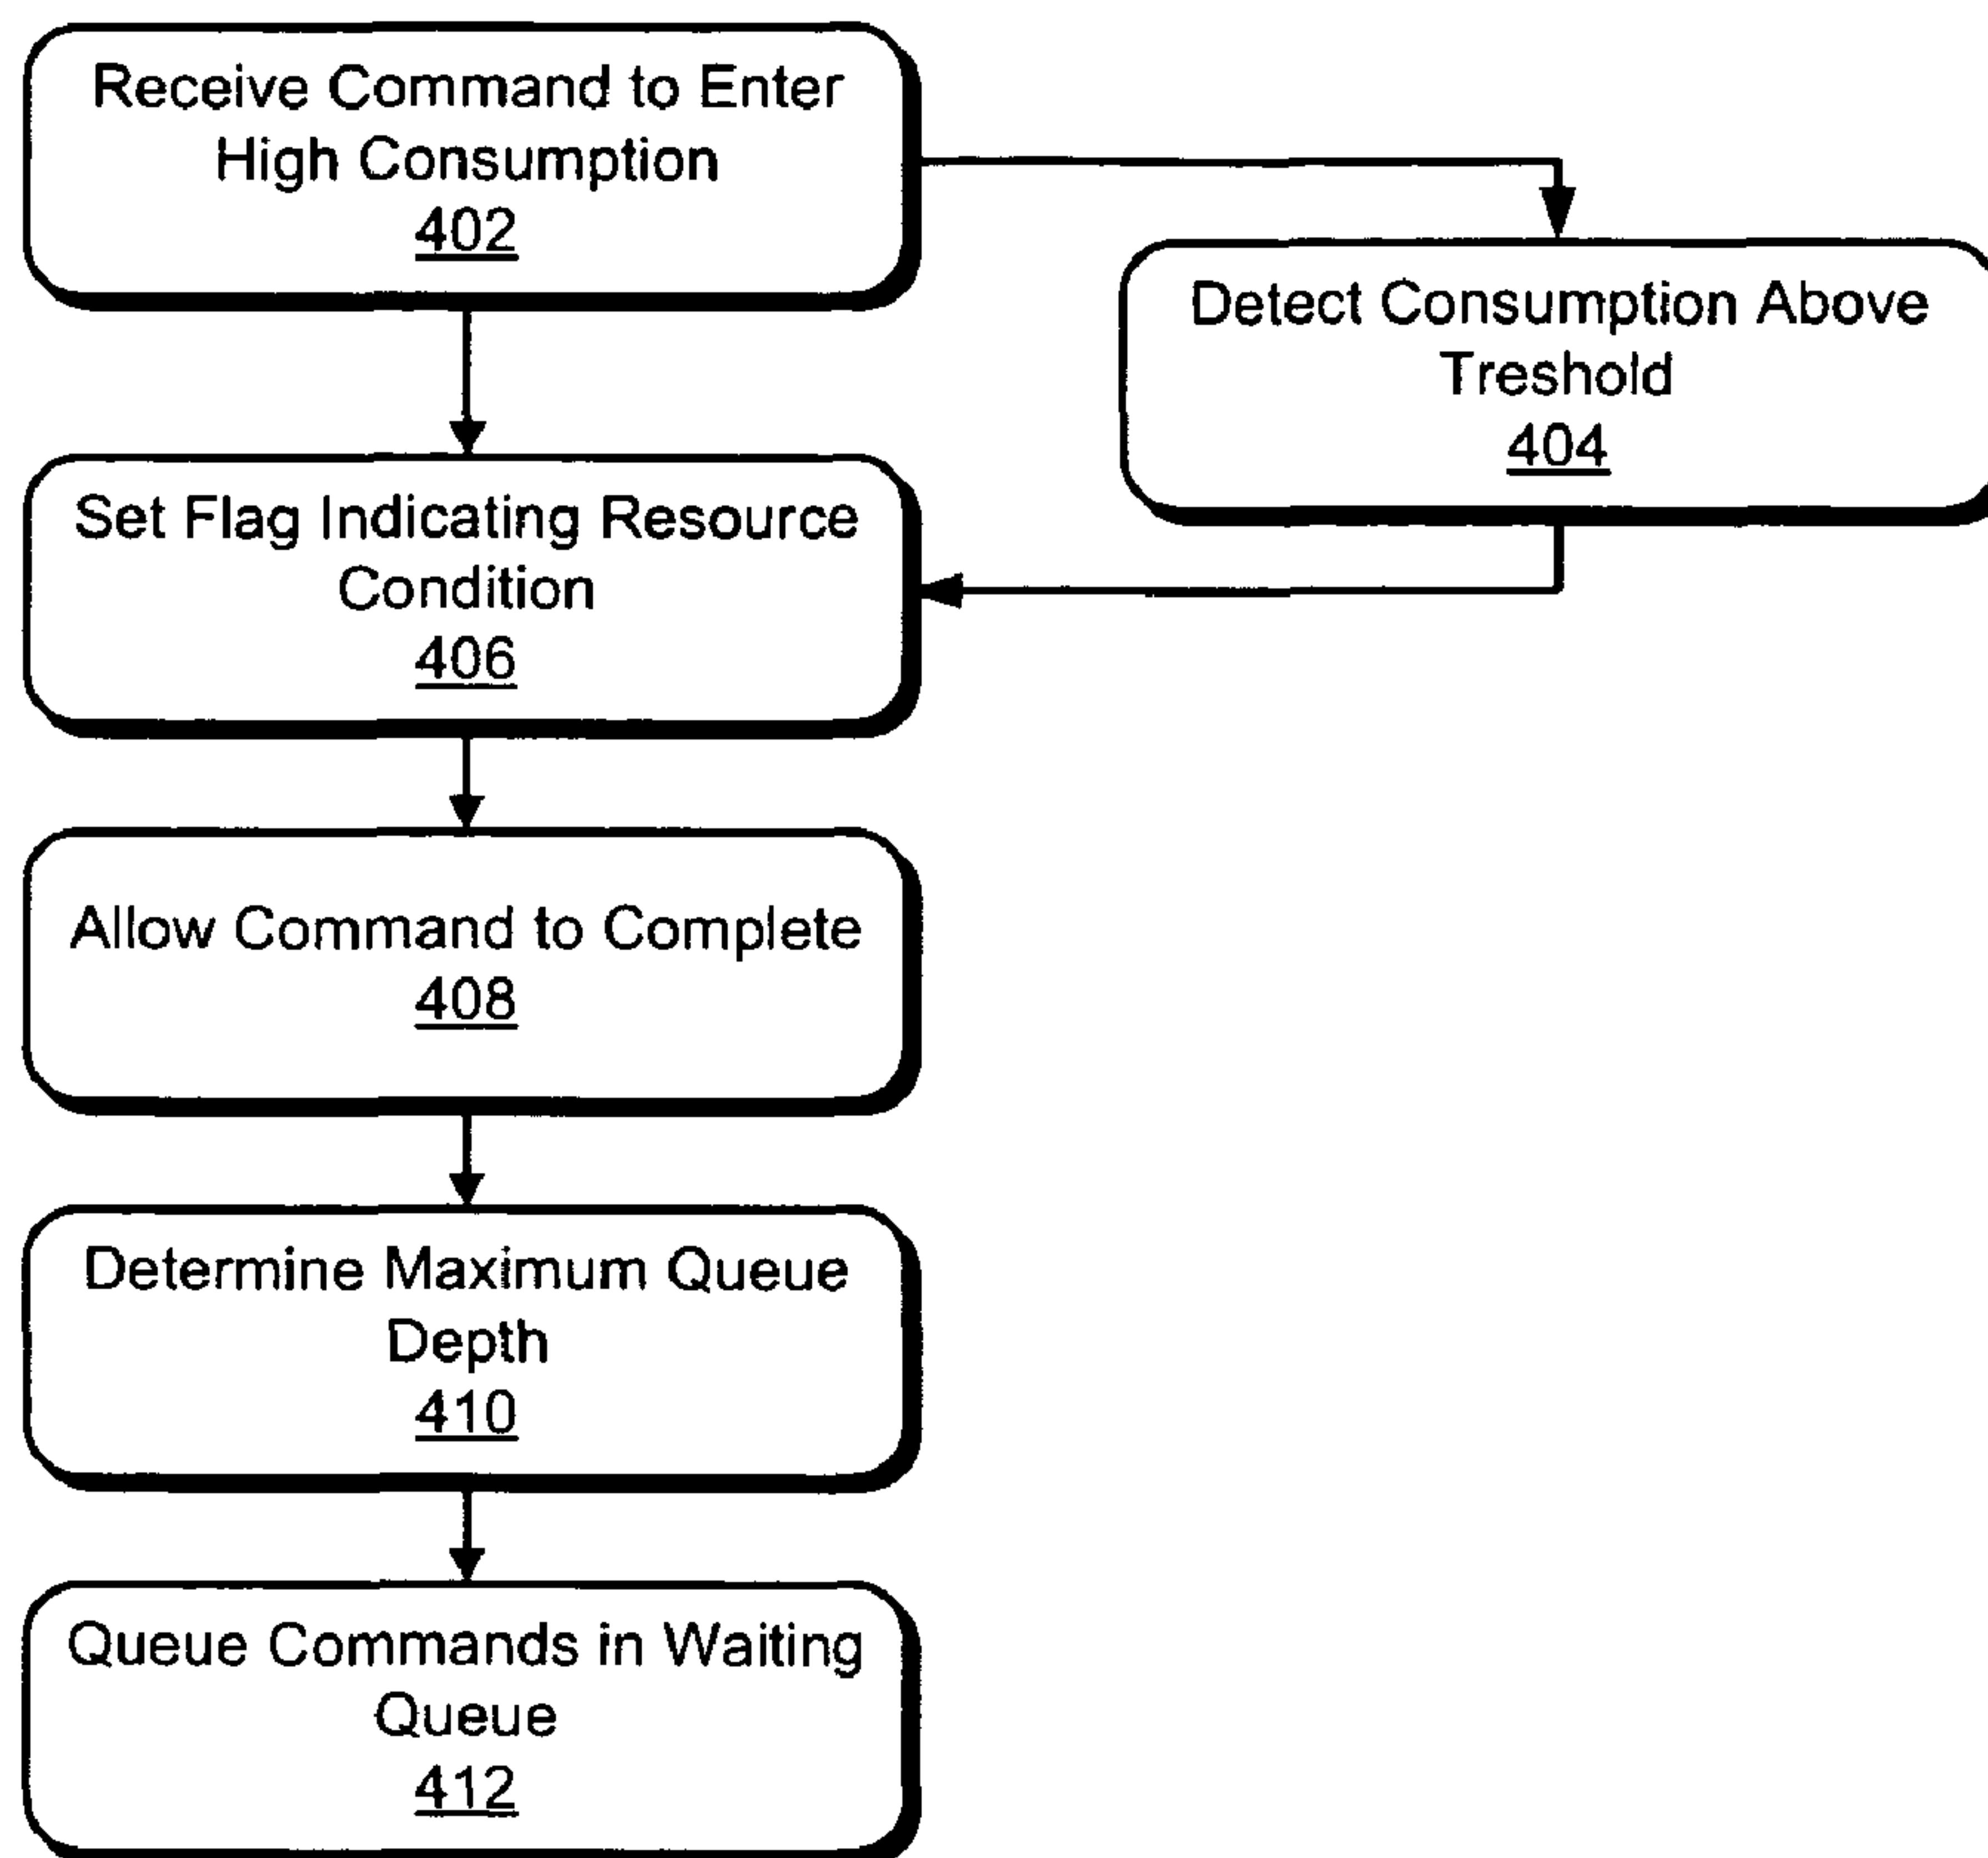 Receive Command to Enter
High Consumption
402
Detect Consumption Above
Treshold
404
Set Flag Indicating Resource
Condition
406
Allow Command to Complete
408
Determine Maximum Queue
Depth
410
Queue Commands in Waiting
Queue
412